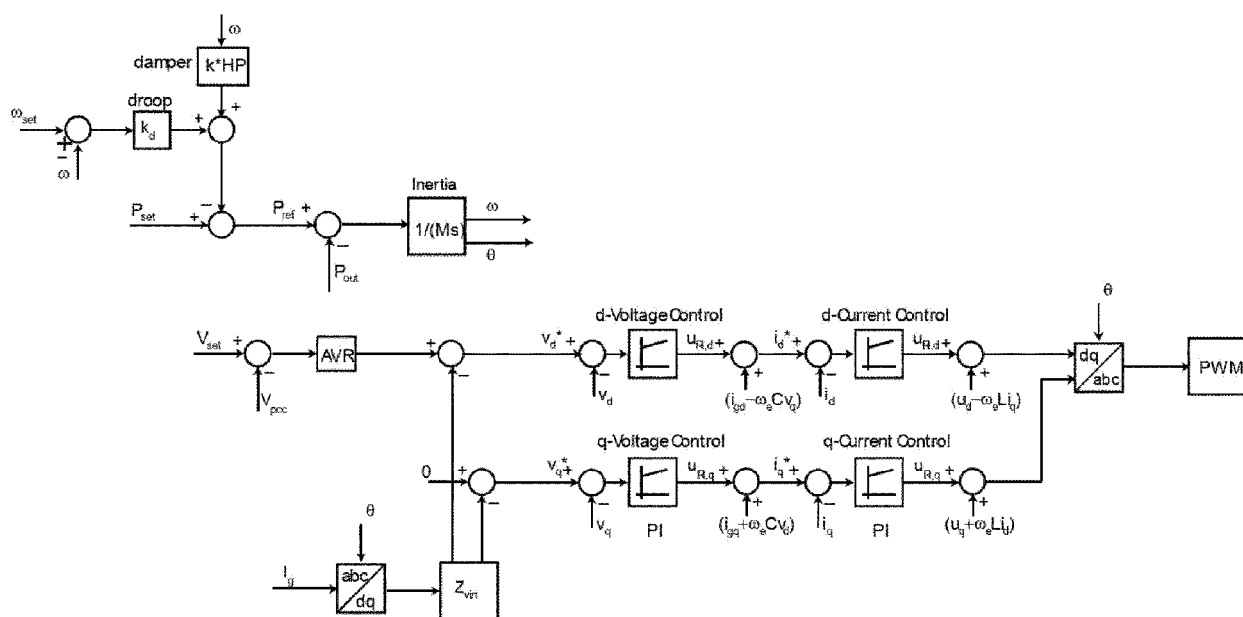 ω
damper
k*HP
droop
+
ω_set
k_d
+
+
−
ω
Inertia
−
P_set
+
P_ref
+
1/(Ms)
ω
θ
−
P_out
θ
d-Voltage Control
d-Current Control
V_set
+
AVR
+
v_d*
+
u_R,d
+
i_d*
+
u_R,d
+
dq
abc
PWM
−
V_pcc
−
−
v_d
+
(i_gd−ω_eCv_q)
−
i_d
+
(u_d−ω_eLi_q)
q-Voltage Control
q-Current Control
0
+
v_q*
+
u_R,q
+
i_q*
+
u_R,q
+
−
−
v_q
+
(i_gq+ω_eCv_d)
−
i_q
+
(u_q+ω_eLi_d)
θ
PI
PI
I_g
abc
dq
Z_virt